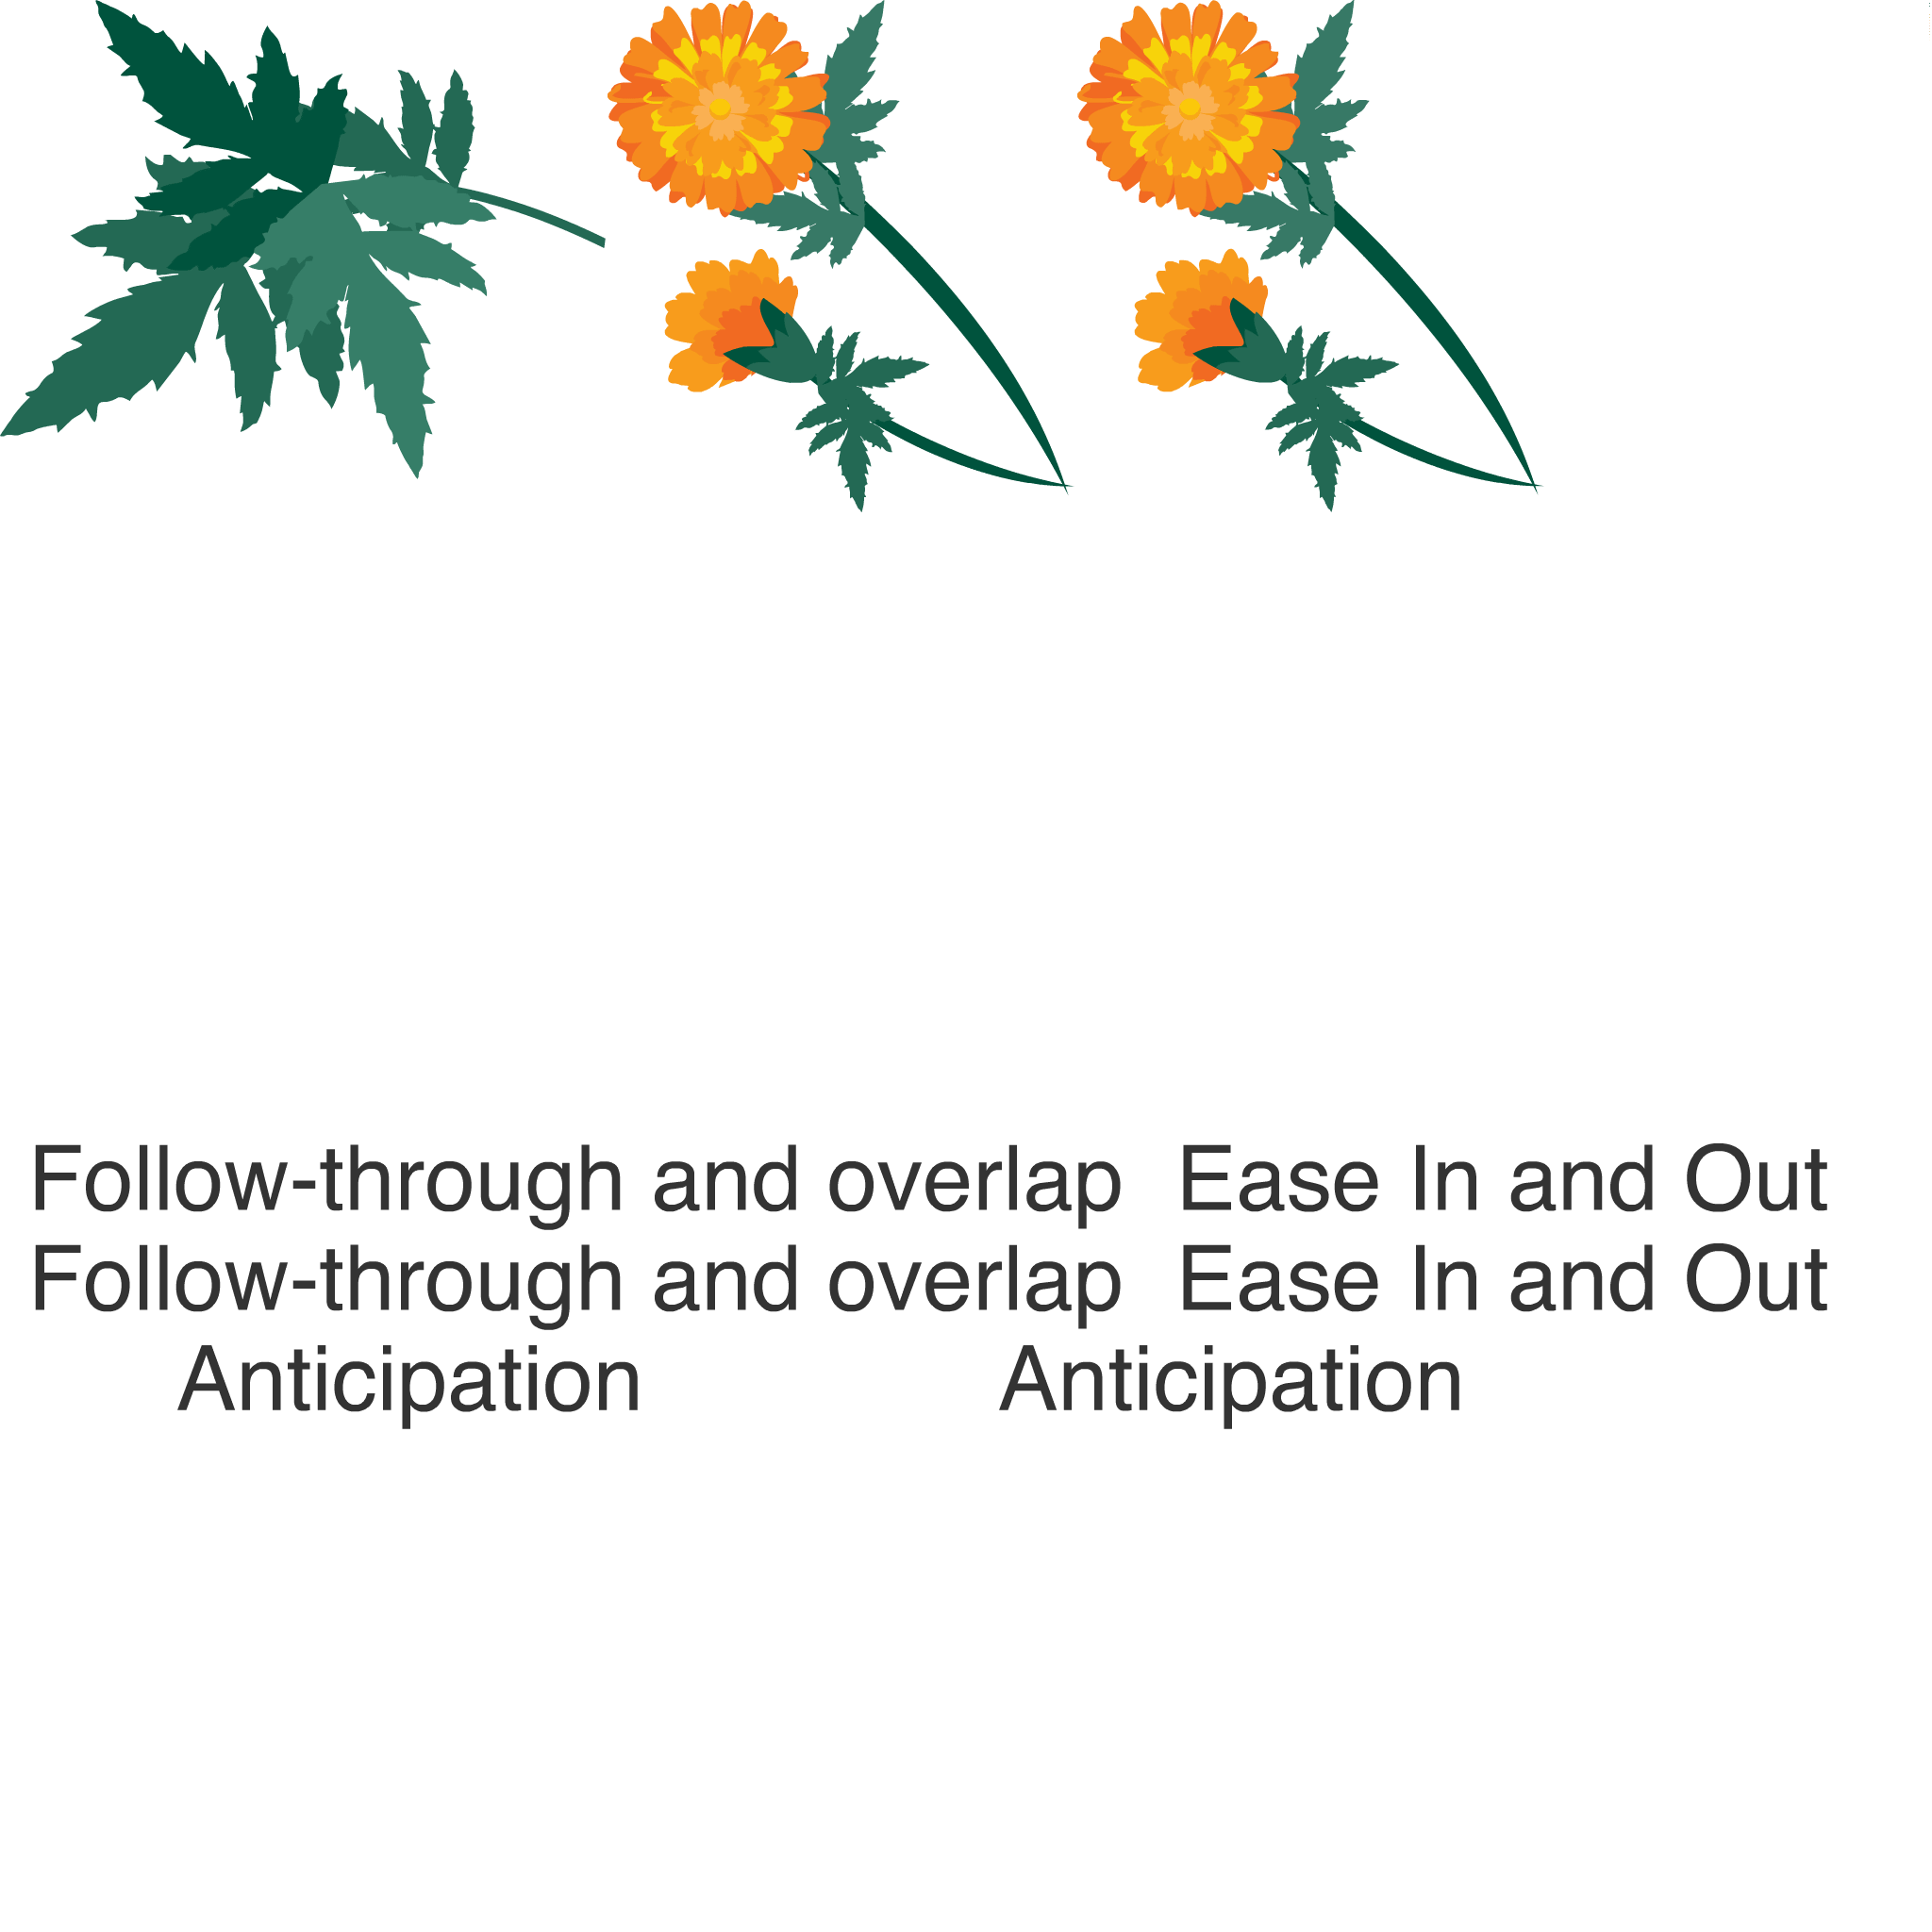 Follow-through and overlap Ease In and Out
Follow-through and overlap Ease In and Out
Anticipation Anticipation